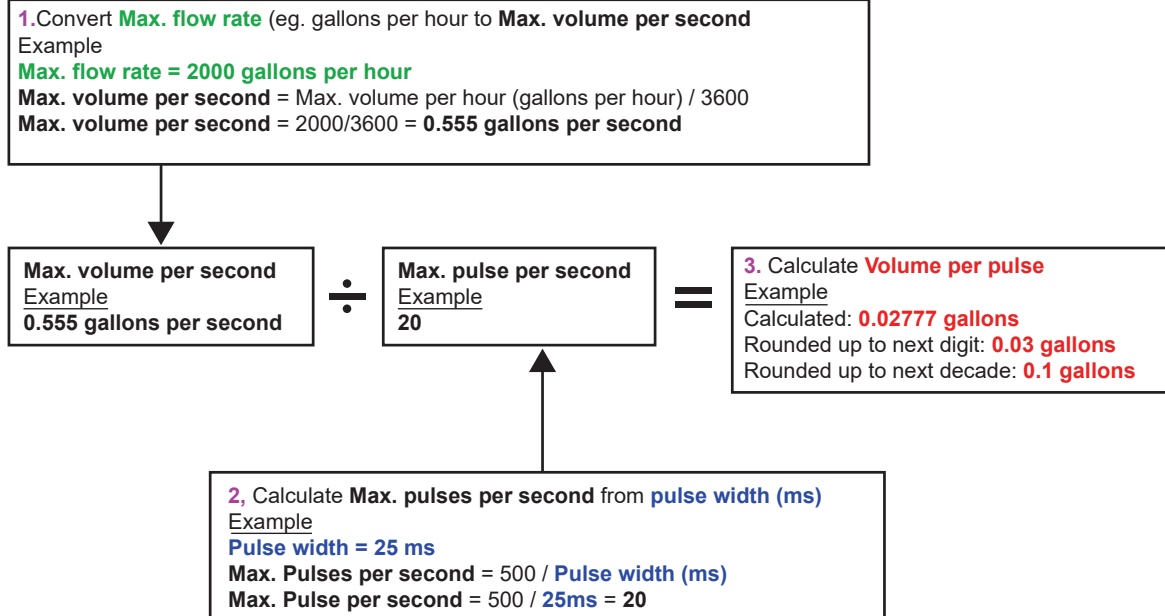 1.Convert Max. flow rate (eg. gallons per hour to Max. volume per second
Example
Max. flow rate = 2000 gallons per hour
Max. volume per second = Max. volume per hour (gallons per hour) / 3600
Max. volume per second = 2000/3600 = 0.555 gallons per second
Max. volume per second
Example
0.555 gallons per second
÷
Max. pulse per second
Example
20
=
3. Calculate Volume per pulse
Example
Calculated: 0.02777 gallons
Rounded up to next digit: 0.03 gallons
Rounded up to next decade: 0.1 gallons
2, Calculate Max. pulses per second from pulse width (ms)
Example
Pulse width = 25 ms
Max. Pulses per second = 500 / Pulse width (ms)
Max. Pulse per second = 500 / 25ms = 20